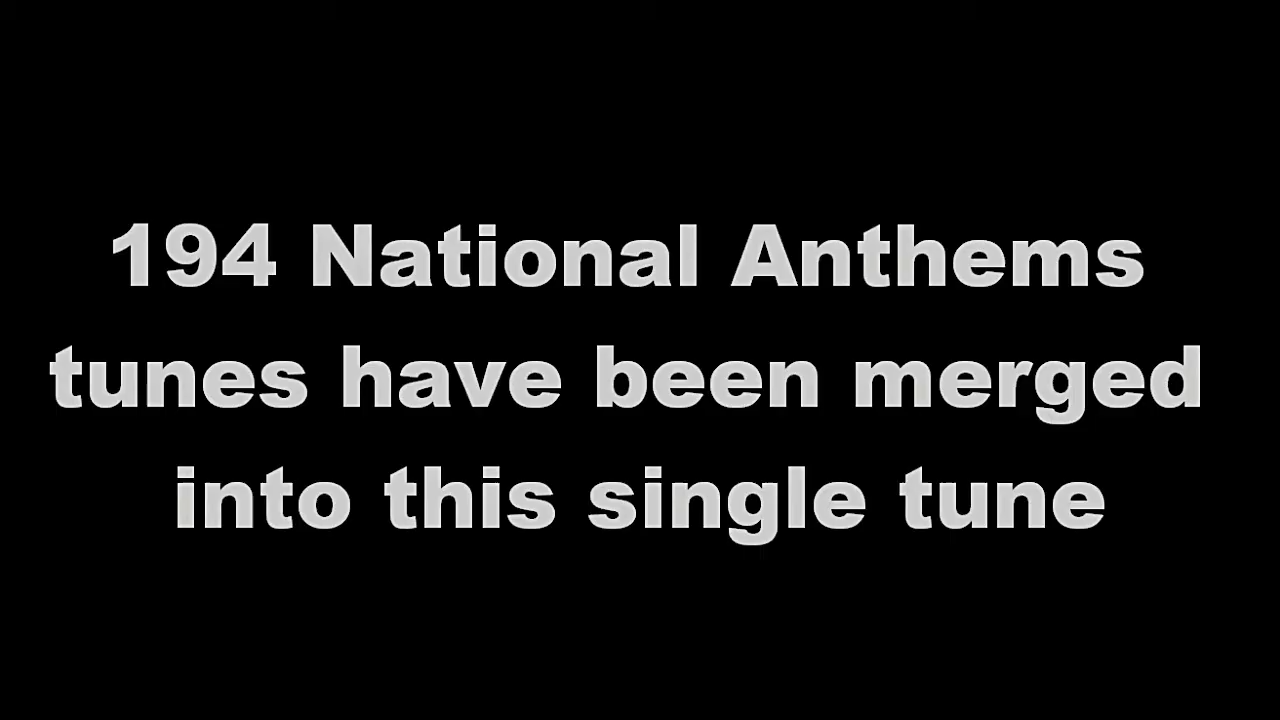 194 National Anthems
tunes have been merged
into this single tune